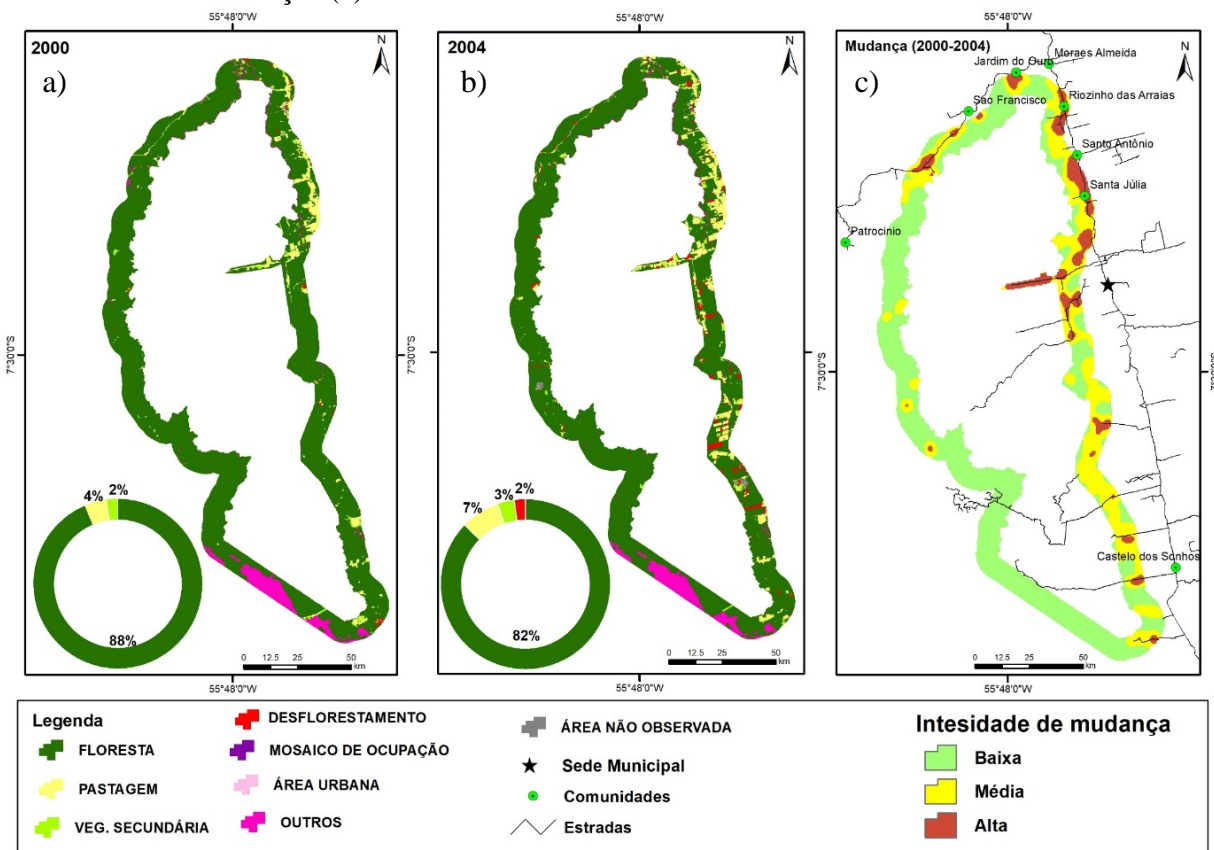 55°48'0"W
55°48'0"W
55°48'0"W
2000
N
a)
7°30'0"S
4%
2%
88%
0
12.5
25
50
km
55°48'0"W
2004
N
b)
7°30'0"S
7%
3%
2%
82%
0
12.5
25
50
km
55°48'0"W
Mudança (2000-2004)
N
c)
Moraes Almeida
Jardim do Ouro
Riozinho das Arraias
São Francisco
Santo Antônio
Santa Júlia
Patrocinio
Castelo dos Sonhos
0
12.5
25
50
km
55°48'0"W
Legenda
FLORESTA
PASTAGEM
VEG. SECUNDÁRIA
DESFLORESTAMENTO
MOSAICO DE OCUPAÇÃO
ÁREA URBANA
OUTROS
ÁREA NÃO OBSERVADA
Sede Municipal
Comunidades
Estradas
Intesidade de mudança
Baixa
Média
Alta